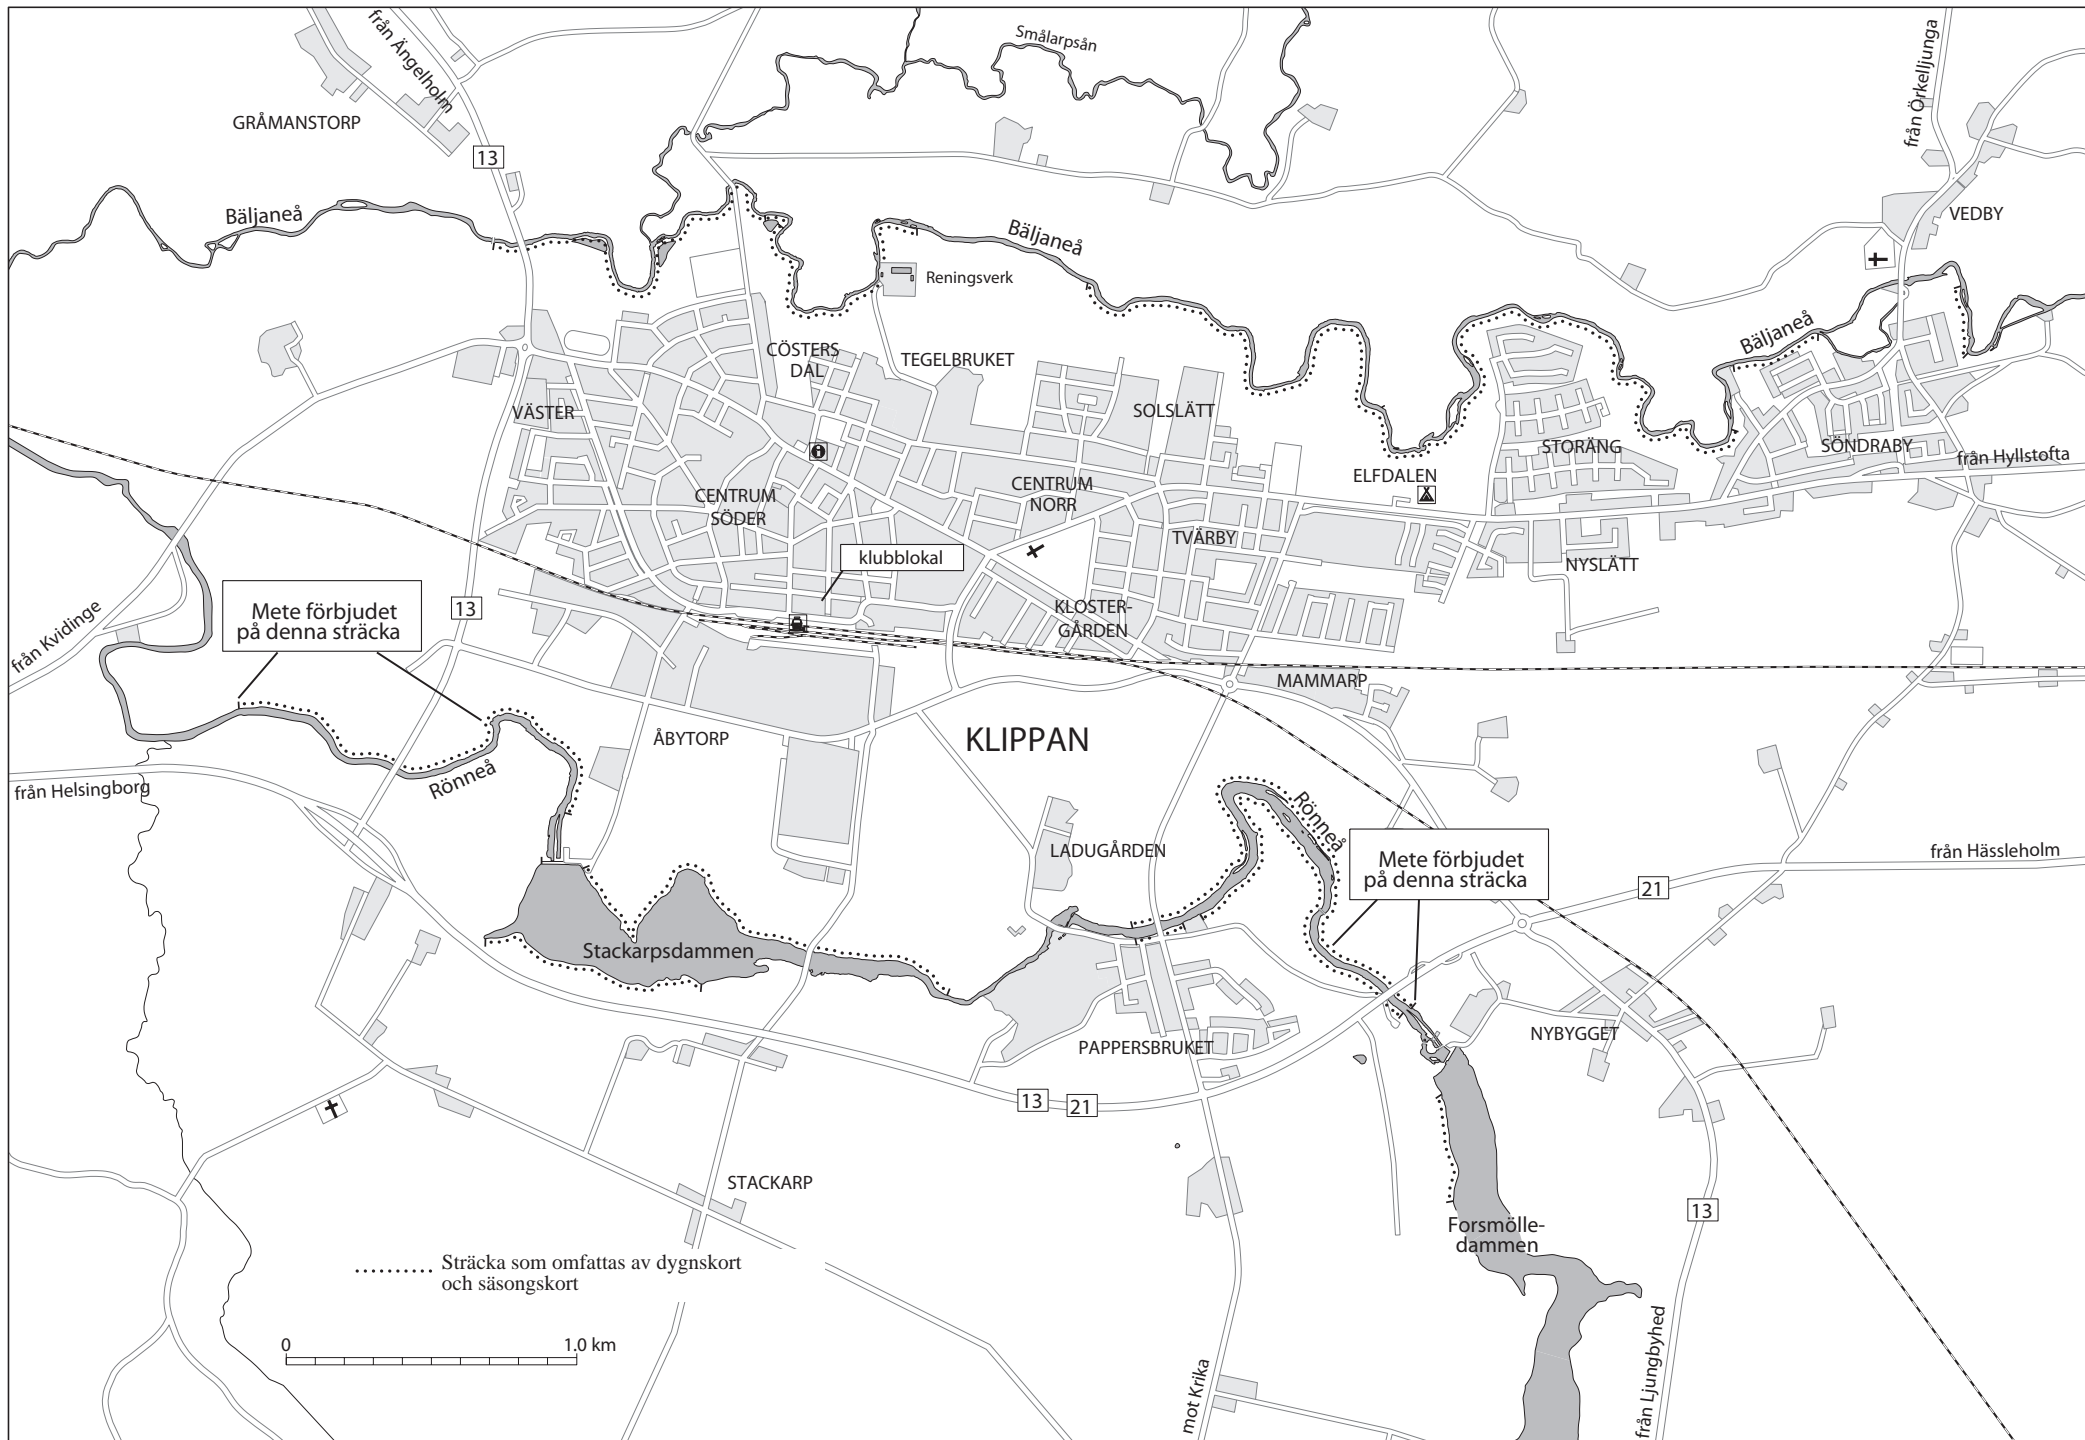 från Ängelholm
Smålarpsån
från Örkelljunga
GRÅMANSTORP
13
Bäljaneå
Bäljaneå
VEDBY
Reningsverk
Bäljaneå
CÖSTERS
DAL
TEGELBRUKET
VÄSTER
SOLSLÄTT
STORÄNG
SÖNDRABY
från Hyllstofta
ELFDALEN
CENTRUM
SÖDER
CENTRUM
NORR
TVÄRBY
klubblokal
NYSLÄTT
Mete förbjudet
på denna sträcka
13
från Kvidinge
KLOSTER-
GÅRDEN
MAMMARP
ÅBYTORP
KLIPPAN
från Helsingborg
Rönneå
Rönneå
LADUGÅRDEN
Mete förbjudet
på denna sträcka
från Hässleholm
21
Stackarpsdammen
PAPPERSBRUKET
NYBYGGET
13
21
STACKARP
13
Forsmölle-
dammen
Sträcka som omfattas av dygnskort
och säsongskort
0
1.0 km
mot Krika
från Ljungbyhed